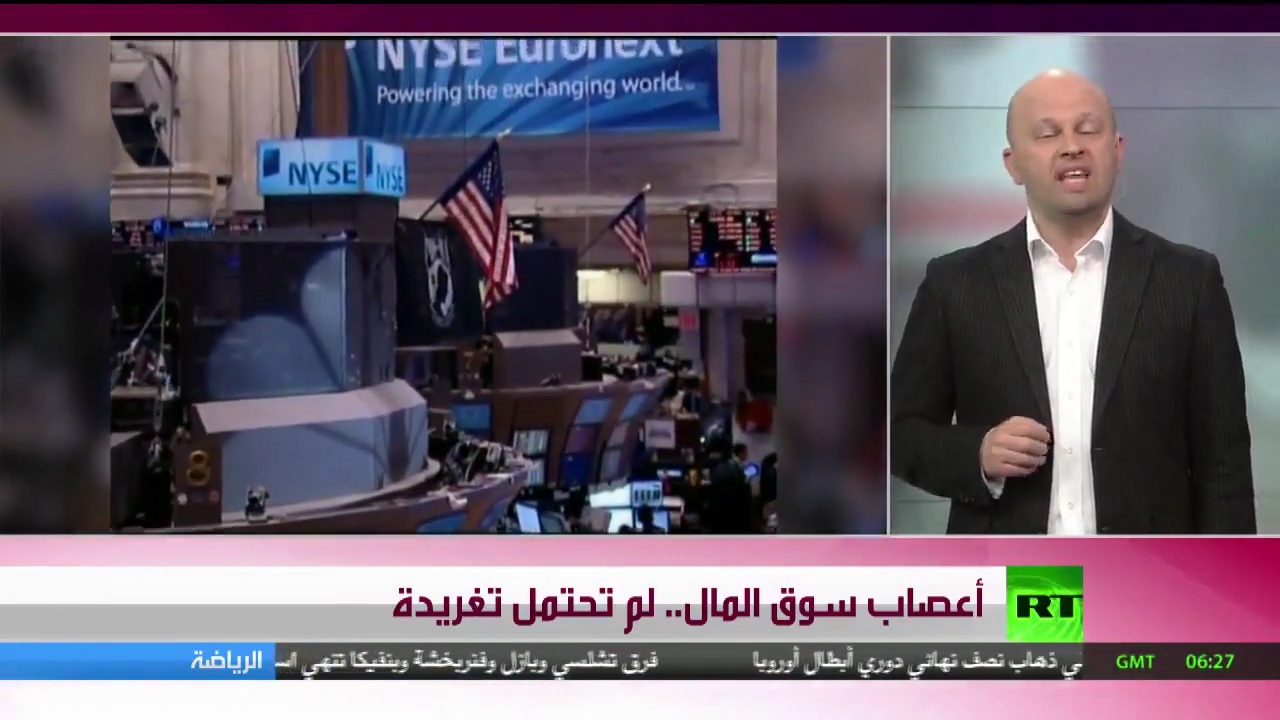 NYSE Euronext
Powering the exchanging world.
NYSE
NYSE
8
أعصاب سوق المال.. لم تحتمل تغريدة
RT
الرياضة
فرق تشلسي وبازل وفنربخشة وبنفيكا تنهي
ذهاب نصف نهائي دوري أبطال أوروبا
GMT 06:27